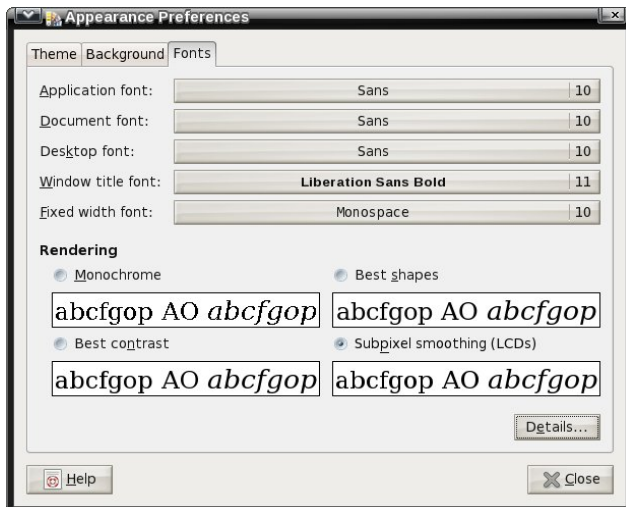 Appearance Preferences
Theme Background Fonts
Application font: Sans 10
Document font: Sans 10
Desktop font: Sans 10
Window title font: Liberation Sans Bold 11
Fixed width font: Monospace 10
Rendering
Monochrome Best shapes
abcfgop AO abcfgop abcfgop AO abcfgop
Best contrast Subpixel smoothing (LCDs)
abcfgop AO abcfgop abcfgop AO abcfgop
Details...
Help Close